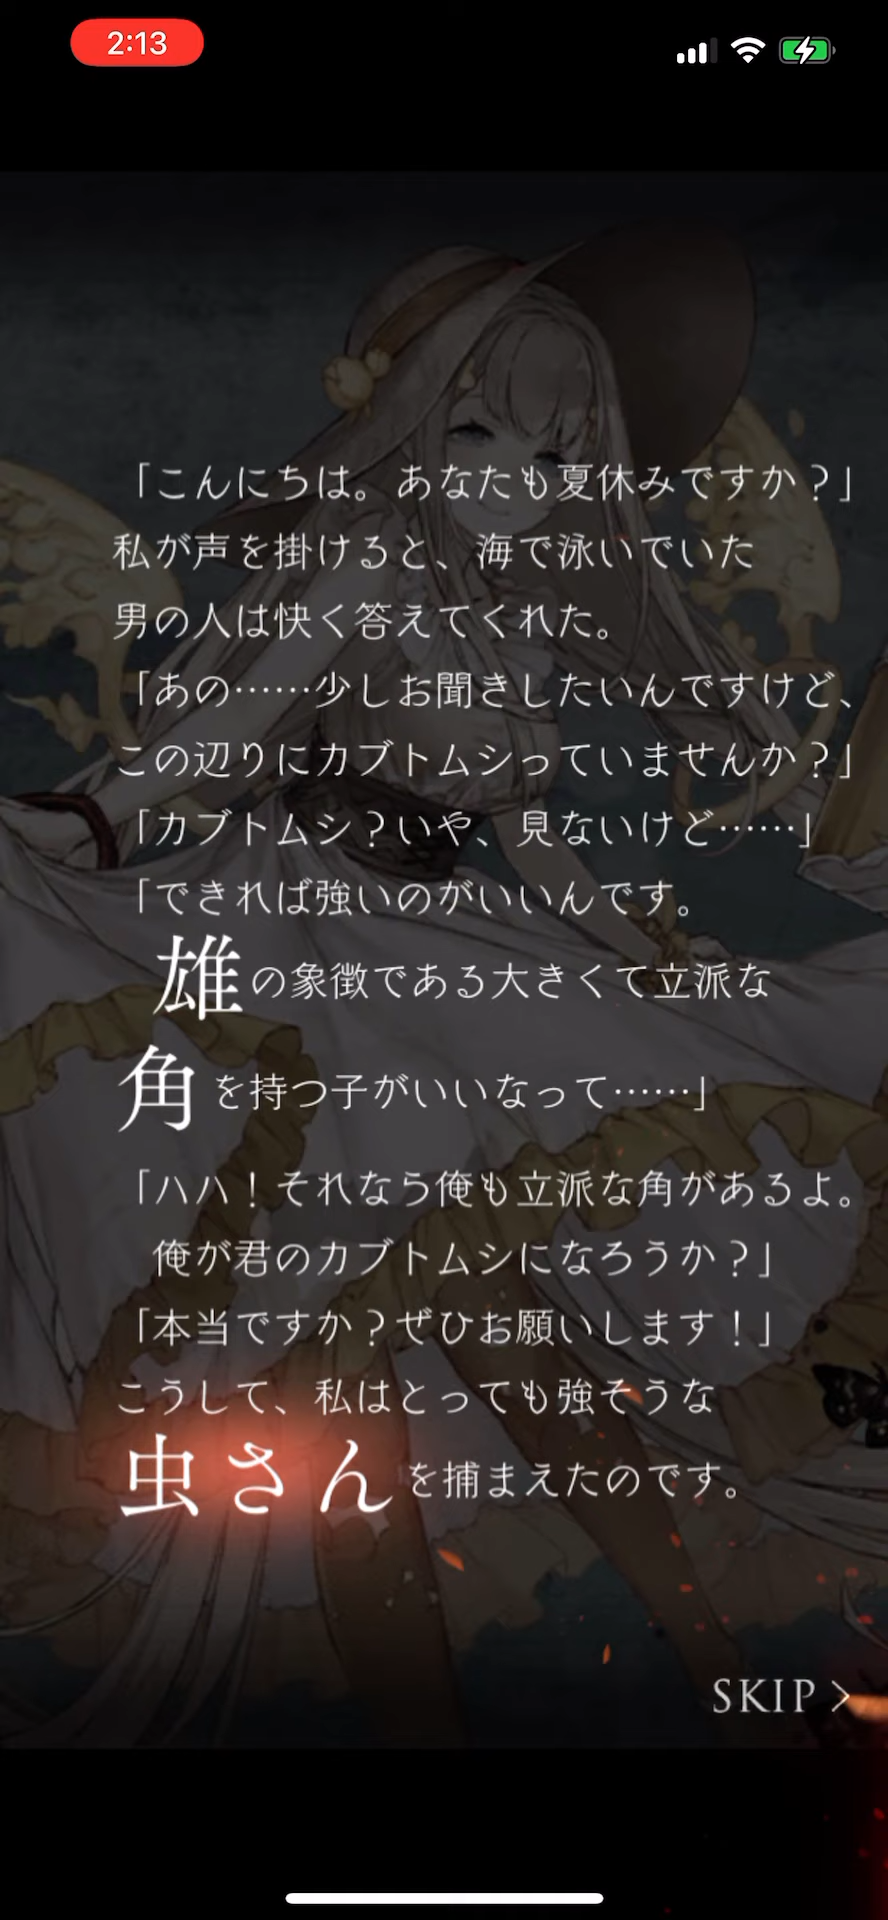 2:13
「こんにちは。あなたも夏休みですか？」
私が声を掛けると、海で泳いでいた
男の人は快く答えてくれた。
「あの……少しお聞きしたいんですけど、
この辺りにカブトムシっていませんか？」
「カブトムシ？いや、見ないけど……」
「できれば強いのがいいんです。
雄の象徴である大きくて立派な
角を持つ子がいいなって……」
「ハハ！それなら俺も立派な角があるよ。
俺が君のカブトムシになろうか？」
「本当ですか？ぜひお願いします！」
こうして、私はとっても強そうな
虫さんを捕まえたのです。
SKIP >